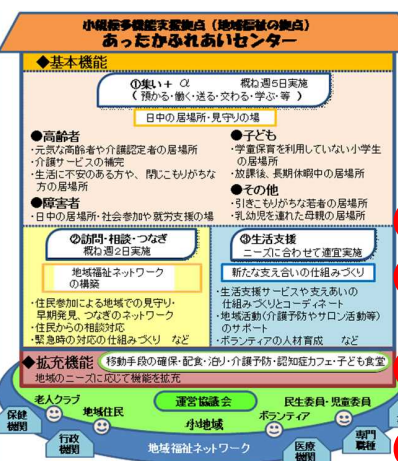 小規模多機能支援拠点（地域福祉の拠点）
あったかふれあいセンター
◆基本機能
①集い＋ α 概ね週5日実施
（ 預かる・働く・送る・交わる・学ぶ・等 ）
日中の居場所・見守りの場
●高齢者
・元気な高齢者や介護認定者の居場所
・介護サービスの補完
・生活に不安のある方や、閉じこもりがちな
方の居場所
●障害者
・日中の居場所・社会参加や就労支援の場
●子ども
・学童保育を利用していない小学生
の居場所
・放課後、長期休暇中の居場所
●その他
・引きこもりがちな若者の居場所
・乳幼児を連れた母親の居場所
②訪問・相談・つなぎ
概ね週2日実施
地域福祉ネットワーク
の構築
・住民参加による地域での見守り・
早期発見、つなぎのネットワーク
・住民からの相談対応
・緊急時の対応の仕組みづくり など
③生活支援
ニーズに合わせて適宜実施
新たな支え合いの仕組みづくり
・生活支援サービスや支えあいの
仕組みづくりとコーディネート
・地域活動（介護予防やサロン活動等）
のサポート
・ボランティアの人材育成 など
◆拡充機能
移動手段の確保・配食・泊り・介護予防・認知症カフェ・子ども食堂
地域のニーズに応じて機能を拡充
老人クラブ
運営協議会
民生委員・児童委員
地域住民
小地域
ボランティア
保健
機関
行政
機関
地域福祉ネットワーク
医療
機関
専門
職種